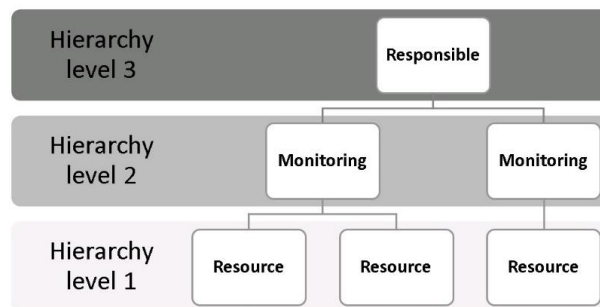 Hierarchy
level 3
Responsible
Hierarchy
level 2
Monitoring
Monitoring
Hierarchy
level 1
Resource
Resource
Resource